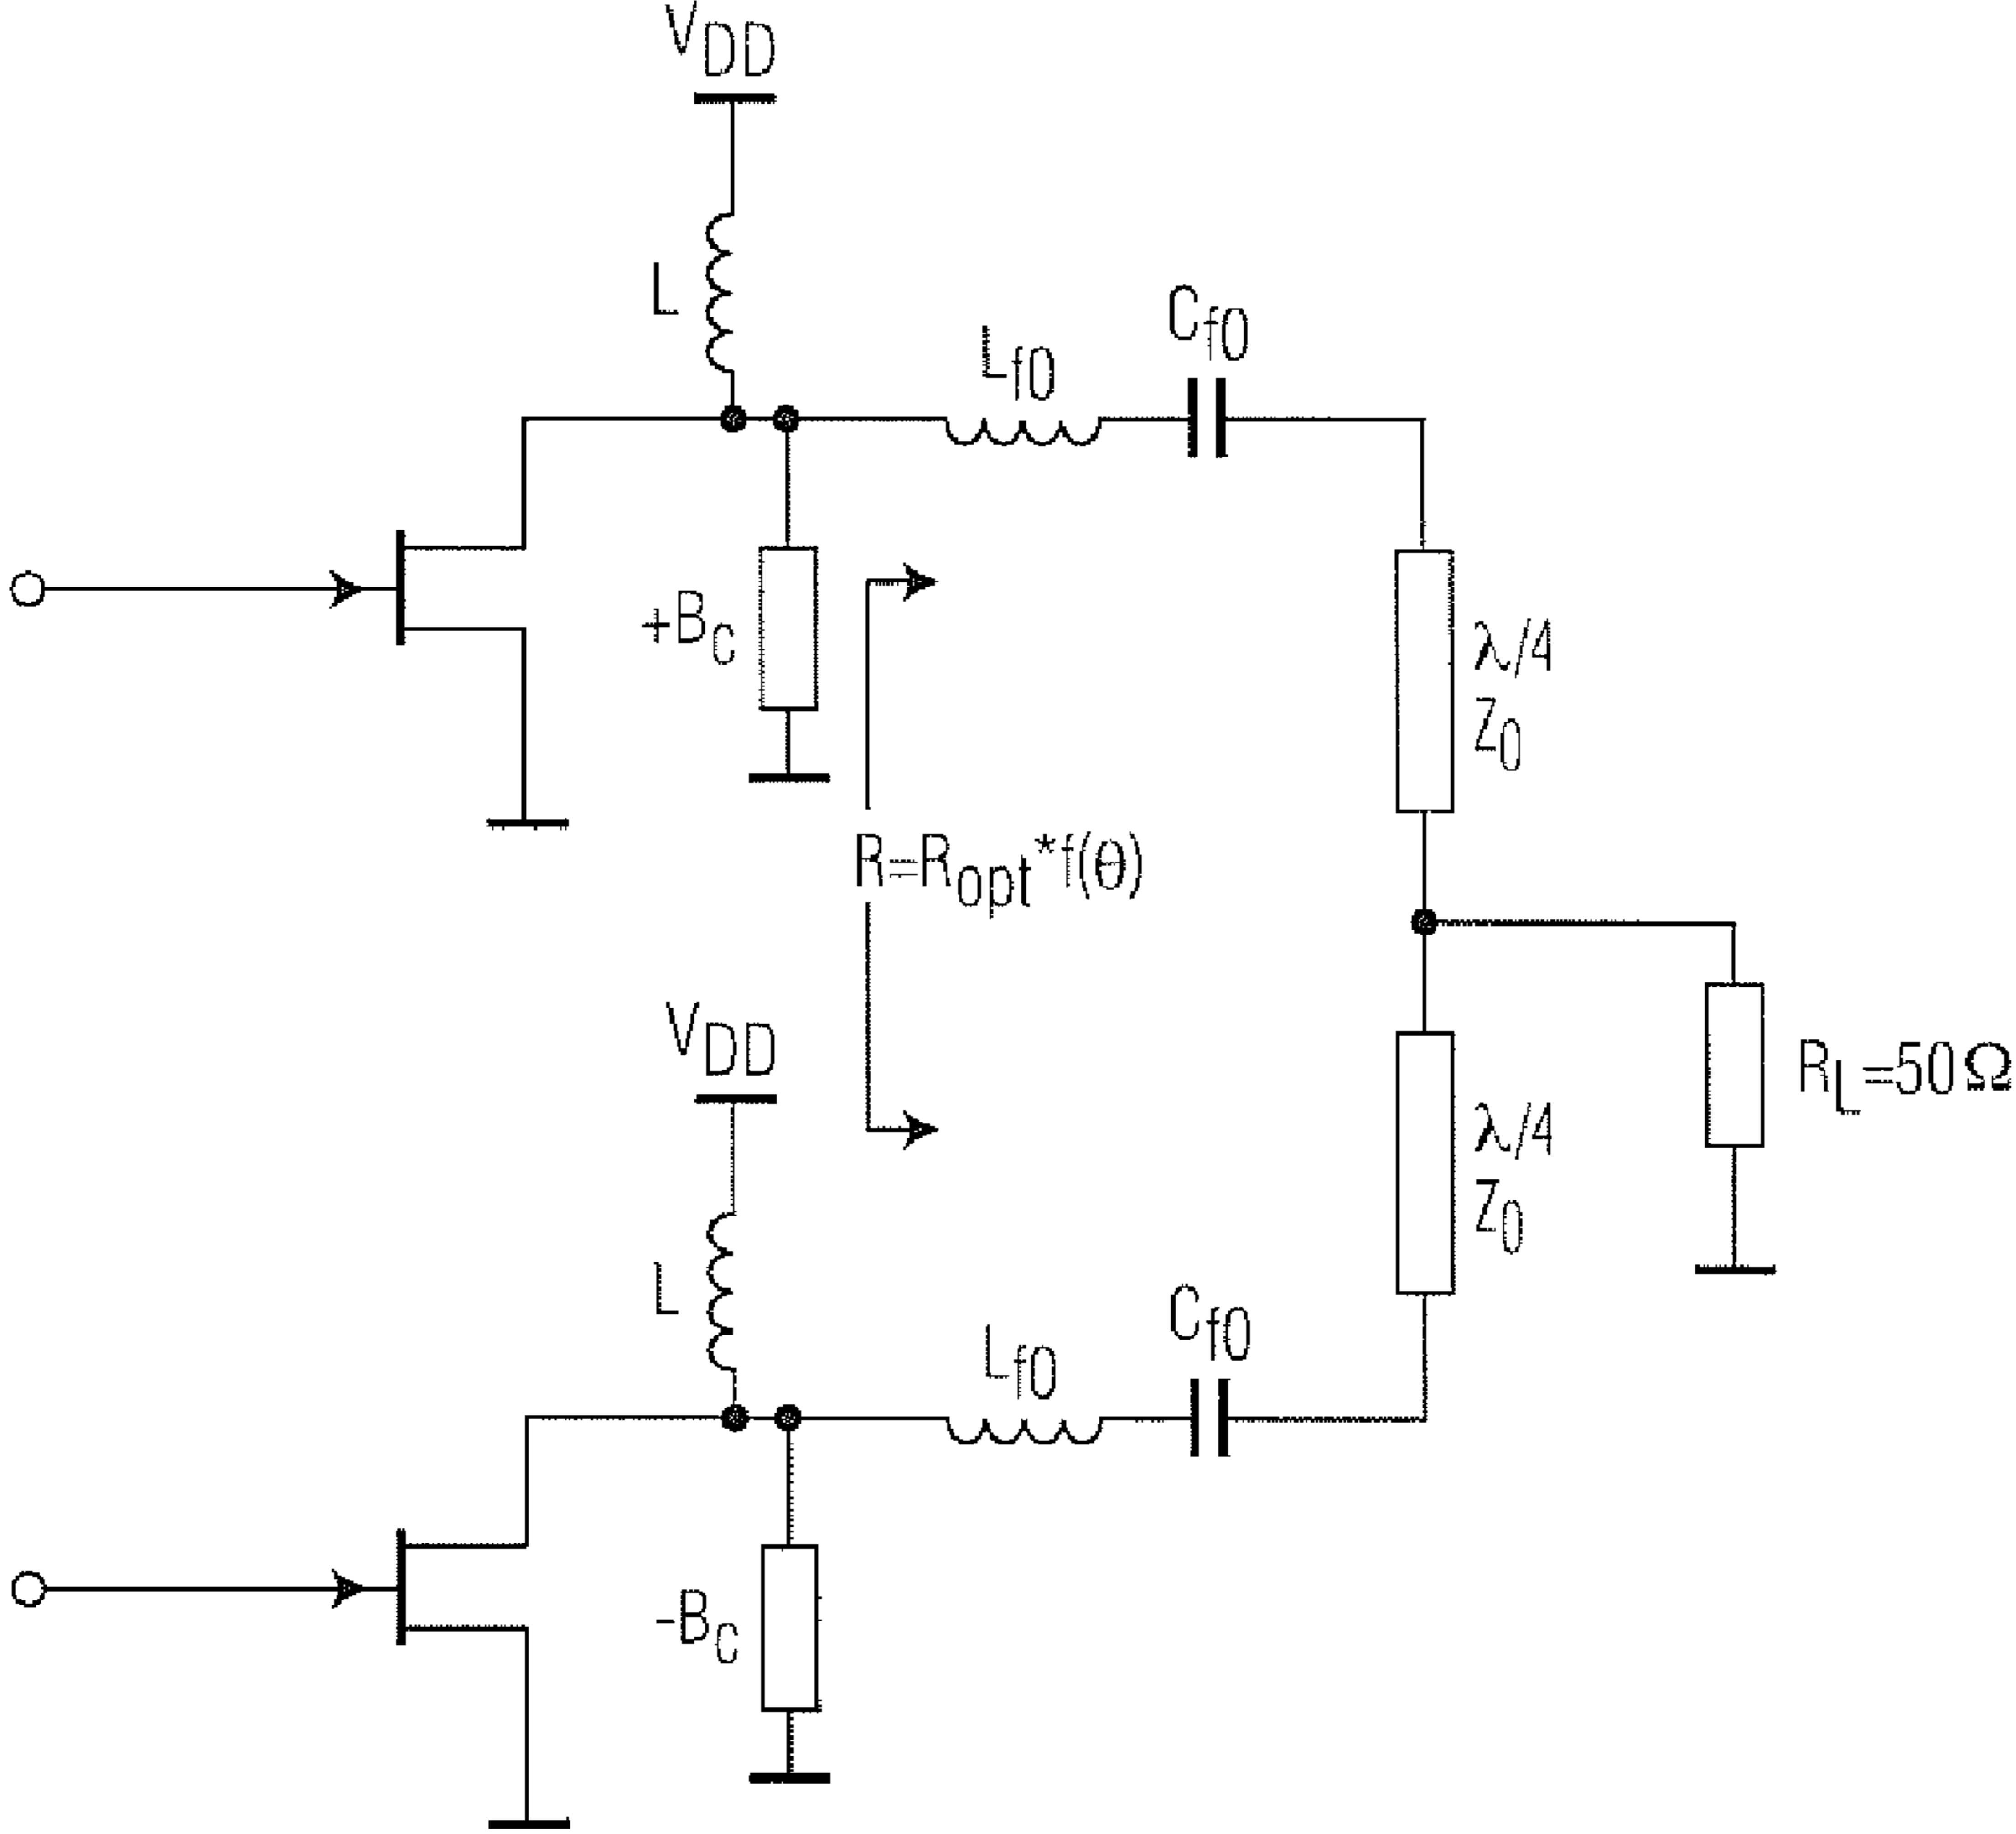 VDD
L
Lf0
Cf0
+Bc
λ/4
Z0
R=Ropt*f(θ)
VDD
RL=50Ω
λ/4
Z0
L
Lf0
Cf0
-Bc